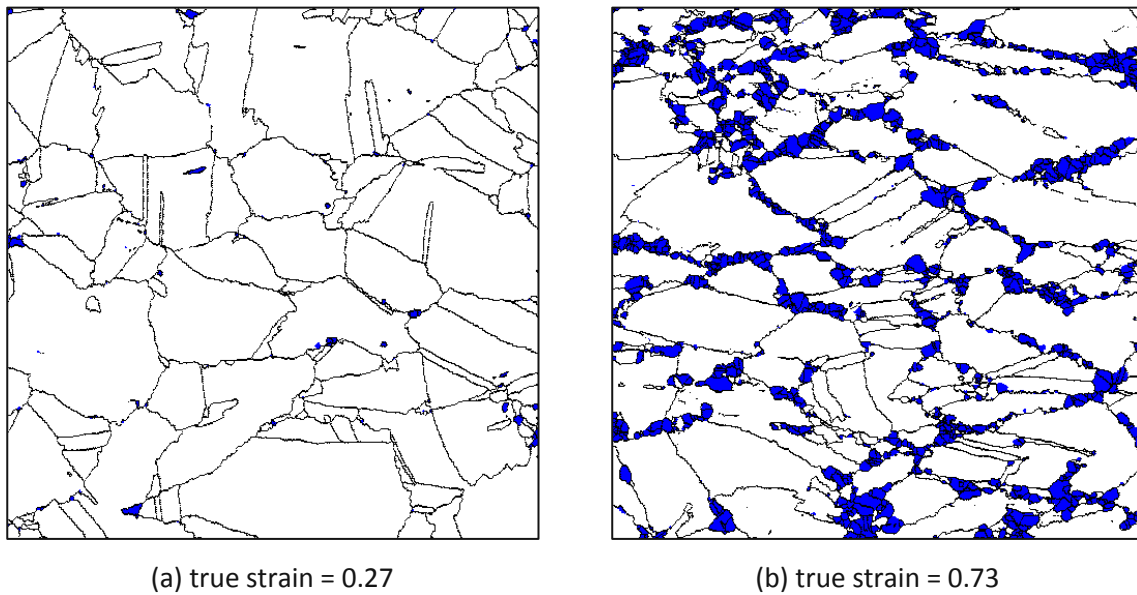 (a) true strain = 0.27
(b) true strain = 0.73